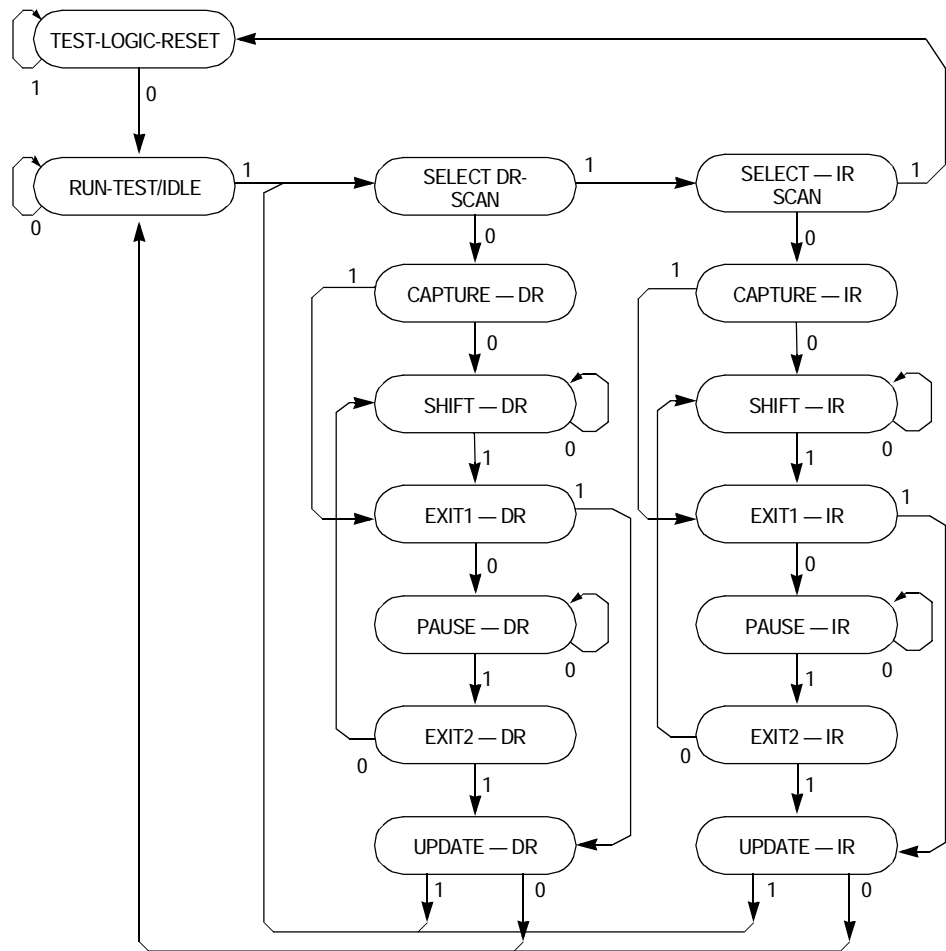 TEST-LOGIC-RESET
1
0
RUN-TEST/IDLE
1
0
SELECT DR-
SCAN
1
SELECT — IR
SCAN
1
0
0
1
CAPTURE — DR
1
CAPTURE — IR
0
0
SHIFT — DR
0
SHIFT — IR
0
1
1
EXIT1 — DR
1
EXIT1 — IR
1
0
0
PAUSE — DR
0
PAUSE — IR
0
1
1
EXIT2 — DR
0
EXIT2 — IR
0
1
1
UPDATE — DR
UPDATE — IR
1
0
1
0